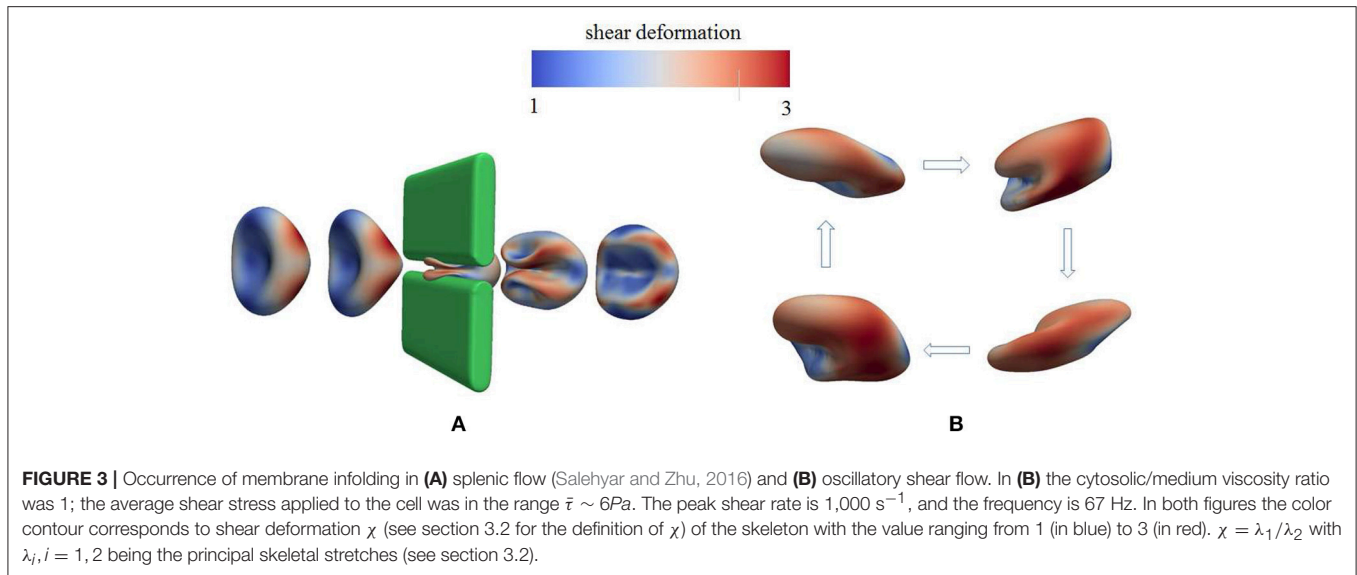 shear deformation
1 3
A B
FIGURE 3 | Occurrence of membrane infolding in (A) splenic flow (Salehyar and Zhu, 2016) and (B) oscillatory shear flow. In (B) the cytosolic/medium viscosity ratio
was 1; the average shear stress applied to the cell was in the range τ̄ ∼ 6Pa. The peak shear rate is 1,000 s⁻¹, and the frequency is 67 Hz. In both figures the color
contour corresponds to shear deformation χ (see section 3.2 for the definition of χ) of the skeleton with the value ranging from 1 (in blue) to 3 (in red). χ = λ₁/λ₂ with
λᵢ, i = 1, 2 being the principal skeletal stretches (see section 3.2).